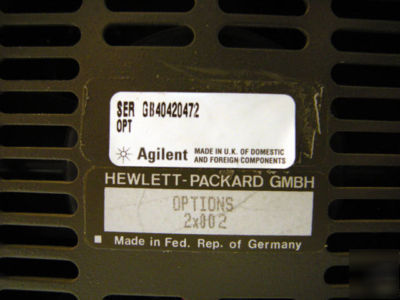 SER GB40420472
OPT
Agilent MADE IN U.K. OF DOMESTIC
AND FOREIGN COMPONENTS
HEWLETT-PACKARD GMBH
OPTIONS
2x002
Made in Fed. Rep. of Germany